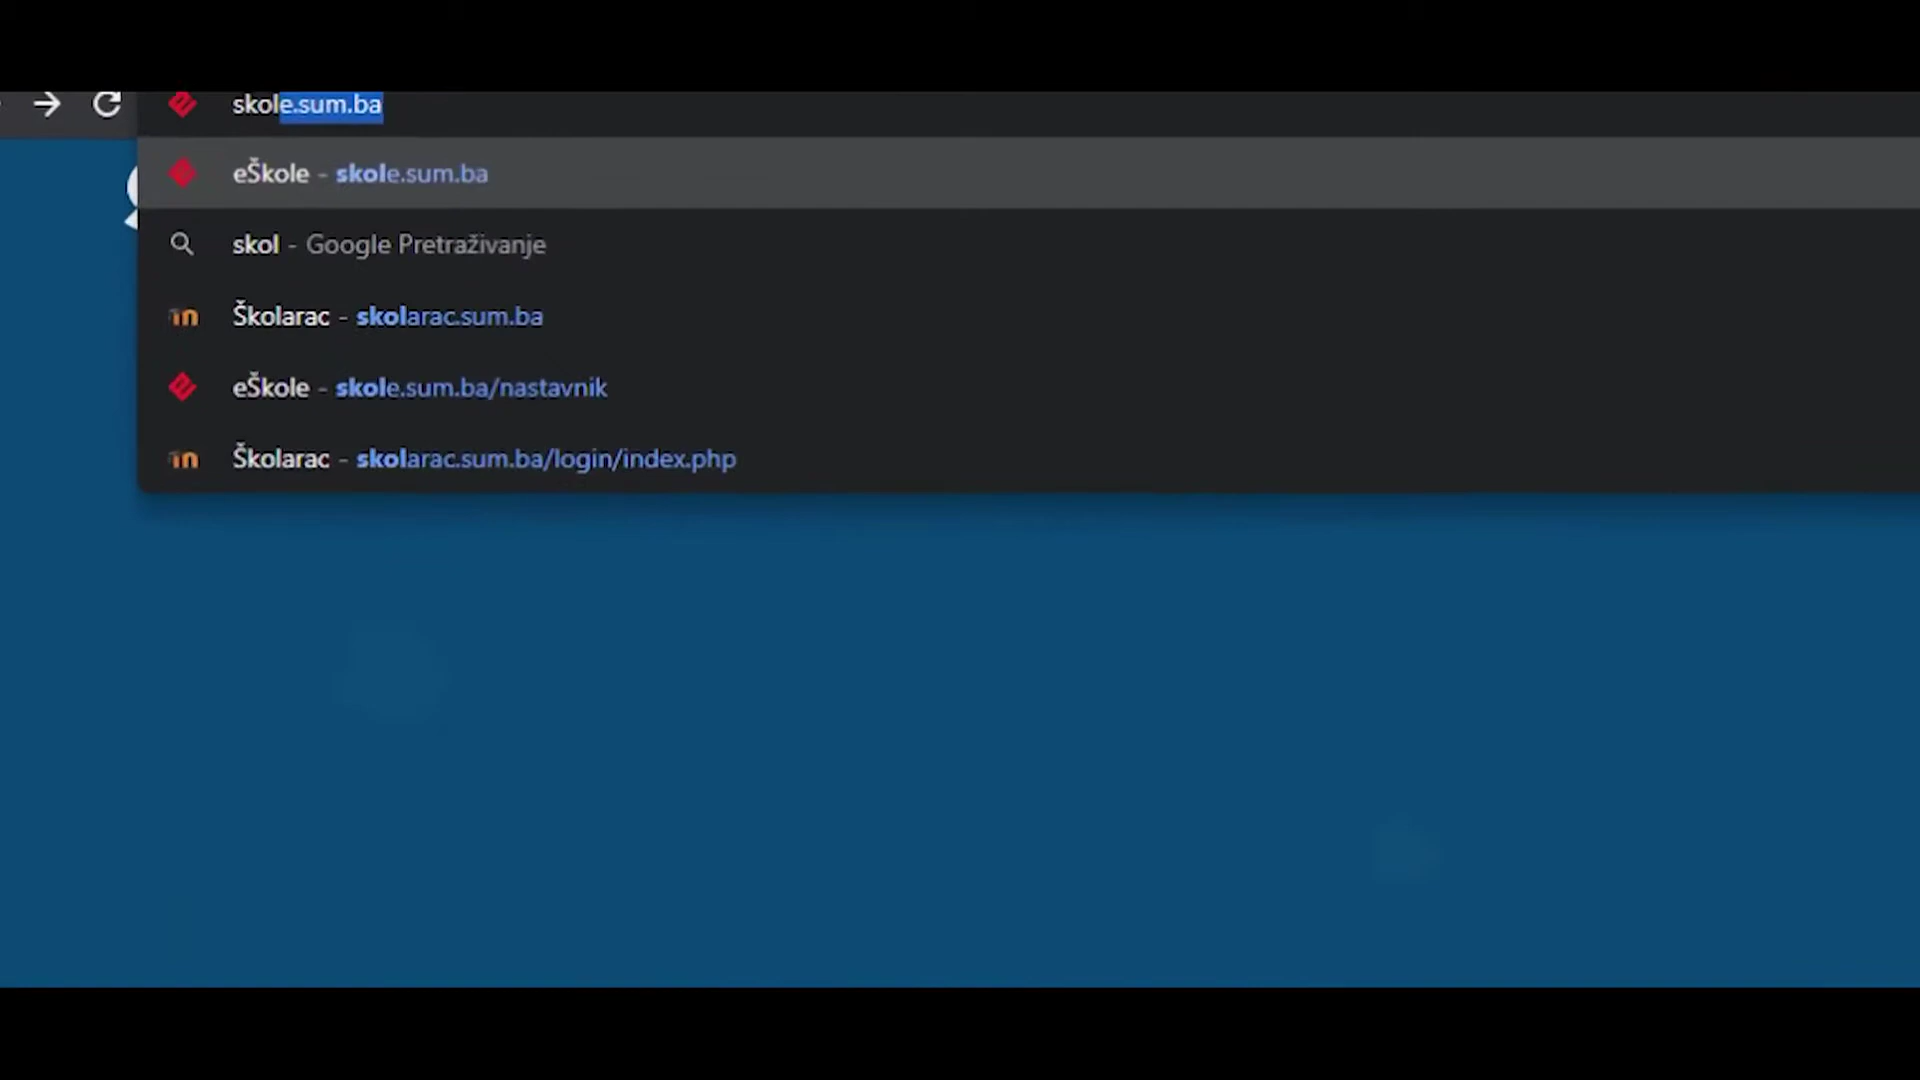 skole.sum.ba
eŠkole - skole.sum.ba
skol - Google Pretraživanje
Školarac - skolarac.sum.ba
eŠkole - skole.sum.ba/nastavnik
Školarac - skolarac.sum.ba/login/index.php